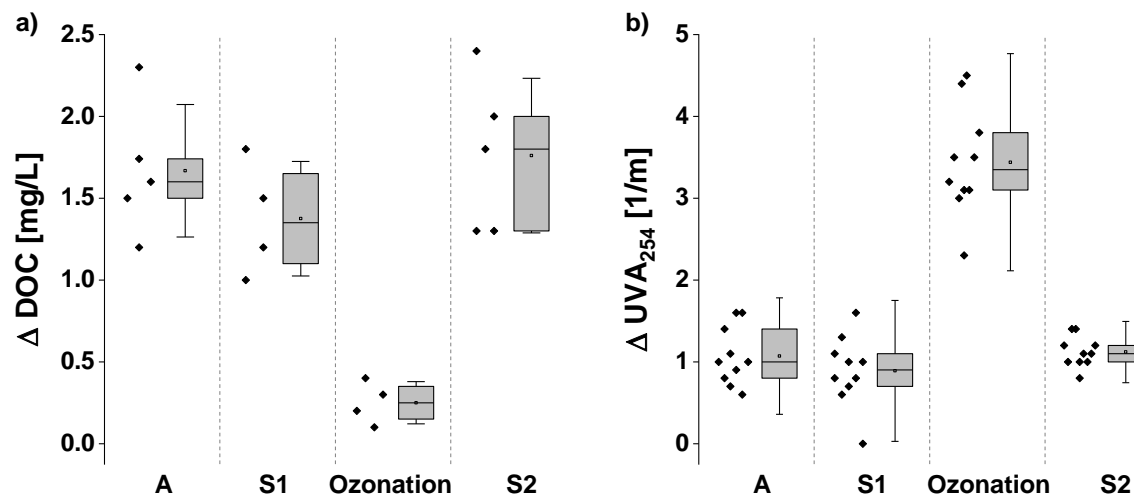 a)
Δ DOC [mg/L]
2.5
2.0
1.5
1.0
0.5
0.0
A S1 Ozonation S2
b)
Δ UVA₂₅₄ [1/m]
5
4
3
2
1
0
A S1 Ozonation S2